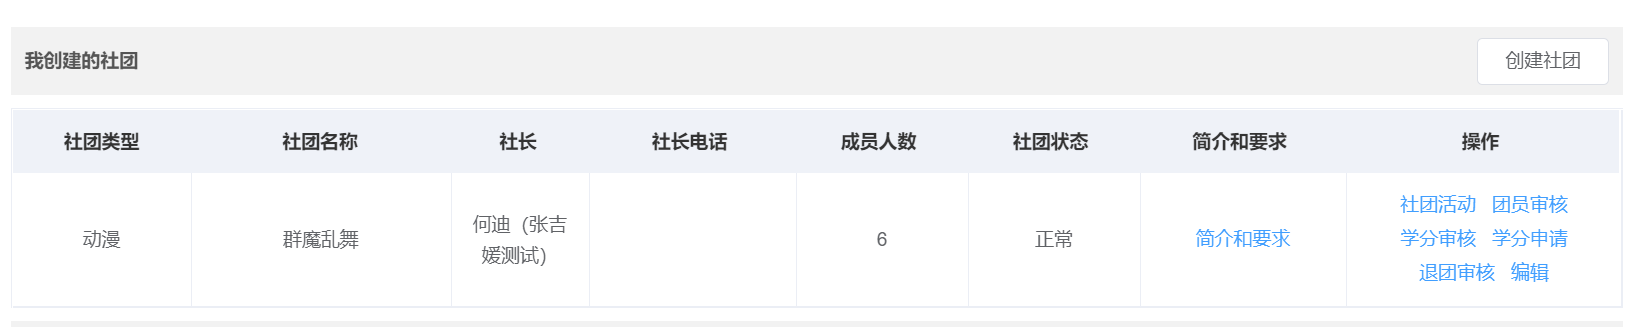 我创建的社团
创建社团
社团类型 社团名称 社长 社长电话 成员人数 社团状态 简介和要求 操作
动漫 群魔乱舞 何迪（张吉 6 正常 简介和要求 社团活动 团员审核
媛测试） 学分审核 学分申请
退团审核 编辑